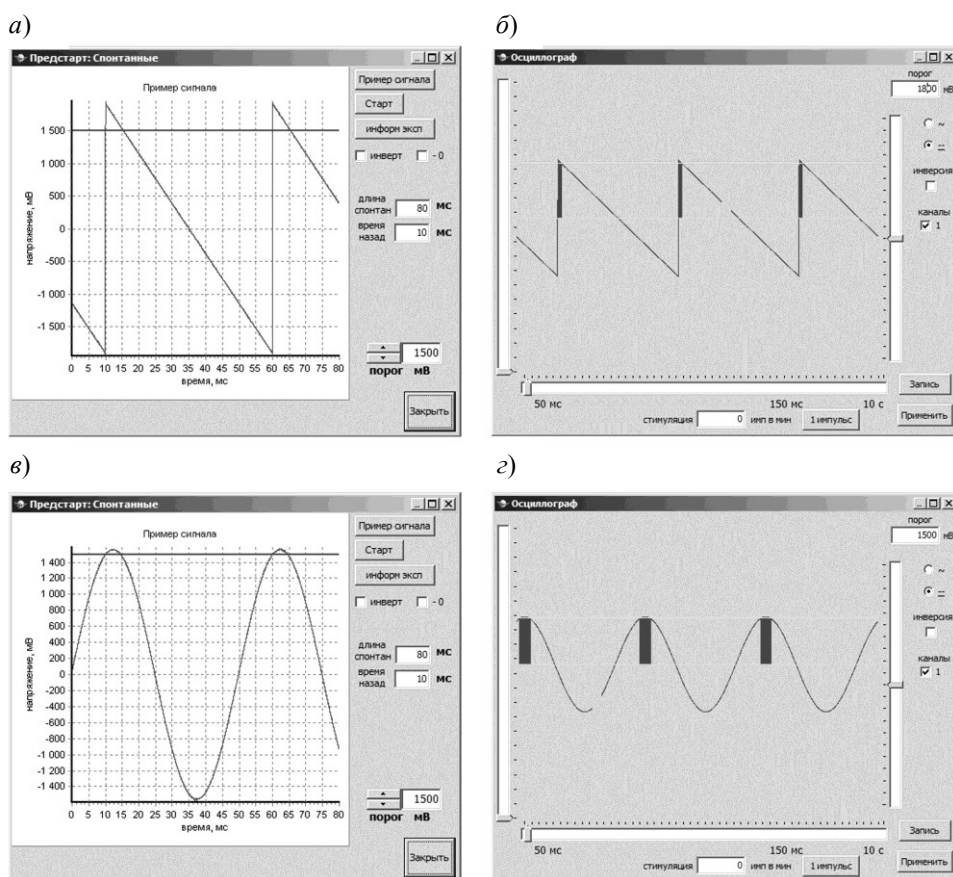 а)
Предстарт: Спонтанные
Пример сигнала
1 500
1 000
500
0
-500
-1 000
-1 500
напряжение, мВ
0 5 10 15 20 25 30 35 40 45 50 55 60 65 70 75 80
время, мс
Пример сигнала
Старт
информ эксп
инверт - 0
длина спонтан 80 мс
время назад 10 мс
1500
порог мВ
Закрыть
б)
Осциллограф
порог
1800 мВ
~
=
инверсия
каналы
1
50 мс 150 мс 10 с
стимуляция 0 имп в мин 1 импульс
Запись
Применить
в)
Предстарт: Спонтанные
Пример сигнала
1 400
1 200
1 000
800
600
400
200
0
-200
-400
-600
-800
-1 000
-1 200
-1 400
напряжение, мВ
0 5 10 15 20 25 30 35 40 45 50 55 60 65 70 75 80
время, мс
Пример сигнала
Старт
информ эксп
инверт - 0
длина спонтан 80 мс
время назад 10 мс
1500
порог мВ
Закрыть
г)
Осциллограф
порог
1500 мВ
~
=
инверсия
каналы
1
50 мс 150 мс 10 с
стимуляция 0 имп в мин 1 импульс
Запись
Применить